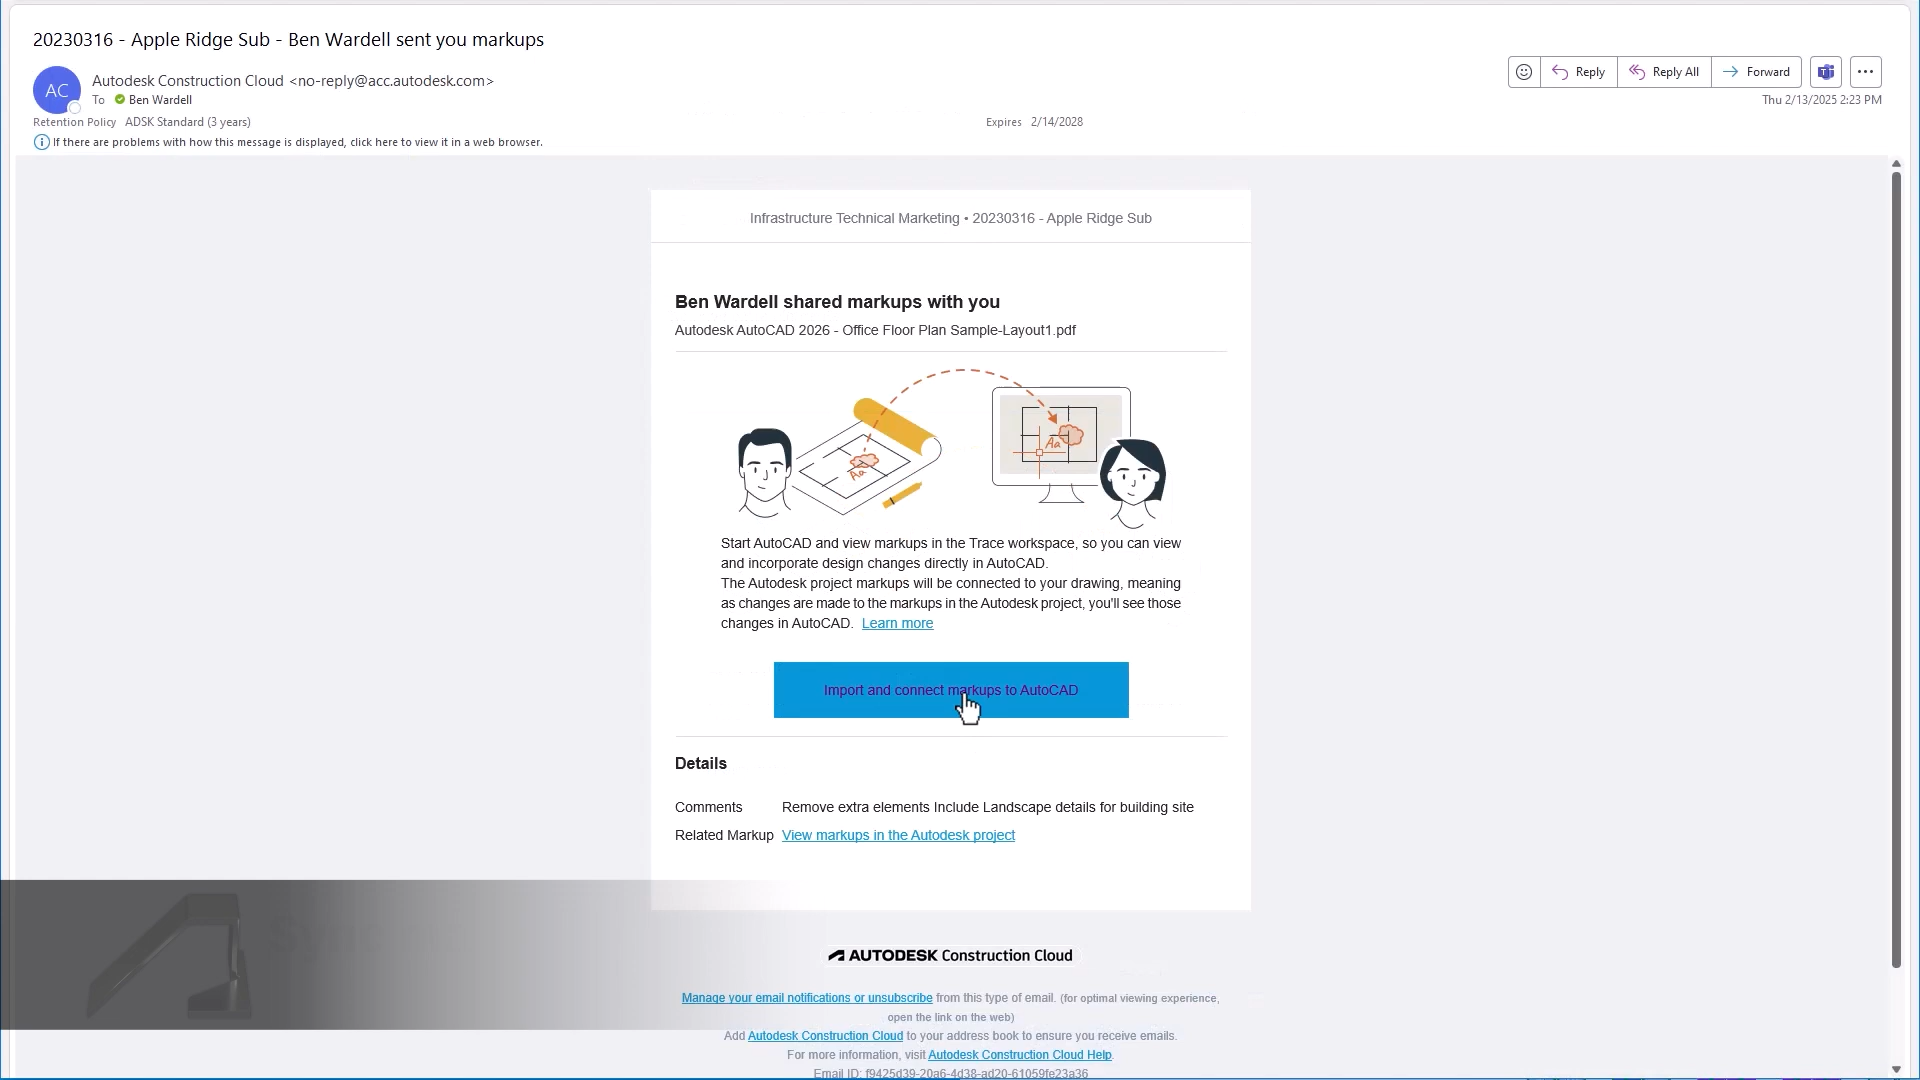 20230316 - Apple Ridge Sub - Ben Wardell sent you markups
AC
Autodesk Construction Cloud <no-reply@acc.autodesk.com>
To Ben Wardell
Reply
Reply All
Forward
Thu 2/13/2025 2:23 PM
Retention Policy ADSK Standard (3 years)
Expires 2/14/2028
If there are problems with how this message is displayed, click here to view it in a web browser.
Infrastructure Technical Marketing • 20230316 - Apple Ridge Sub
Ben Wardell shared markups with you
Autodesk AutoCAD 2026 - Office Floor Plan Sample-Layout1.pdf
Aa
Aa
Start AutoCAD and view markups in the Trace workspace, so you can view
and incorporate design changes directly in AutoCAD.
The Autodesk project markups will be connected to your drawing, meaning
as changes are made to the markups in the Autodesk project, you'll see those
changes in AutoCAD. Learn more
Import and connect markups to AutoCAD
Details
Comments Remove extra elements Include Landscape details for building site
Related Markup View markups in the Autodesk project
AUTODESK Construction Cloud
Manage your email notifications or unsubscribe from this type of email. (for optimal viewing experience,
open the link on the web)
Add Autodesk Construction Cloud to your address book to ensure you receive emails.
For more information, visit Autodesk Construction Cloud Help.
Email ID: f9425d39-20a6-4d38-ad20-61059fe23a36